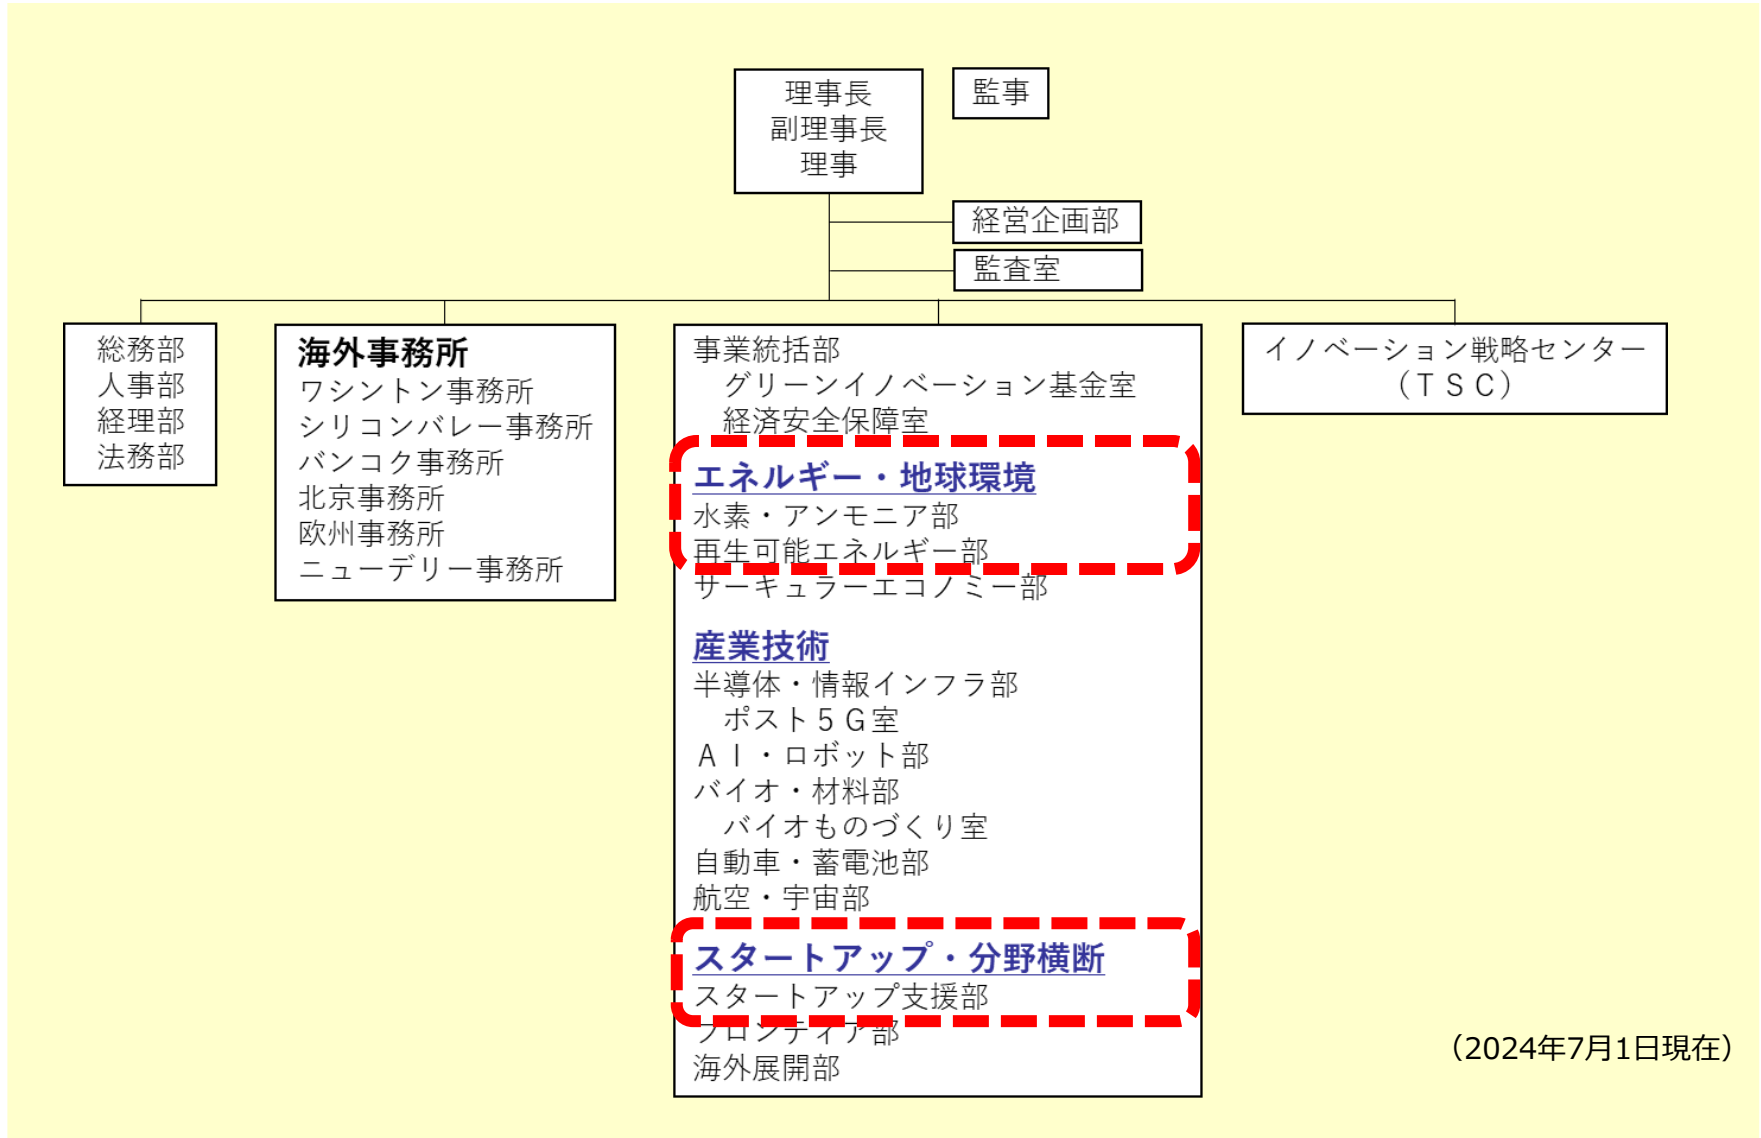 理事長
副理事長
理事
監事
経営企画部
監査室
総務部
人事部
経理部
法務部
海外事務所
ワシントン事務所
シリコンバレー事務所
バンコク事務所
北京事務所
欧州事務所
ニューデリー事務所
事業統括部
グリーンイノベーション基金室
経済安全保障室
エネルギー・地球環境
水素・アンモニア部
再生可能エネルギー部
サーキュラーエコノミー部
産業技術
半導体・情報インフラ部
ポスト５Ｇ室
ＡＩ・ロボット部
バイオ・材料部
バイオものづくり室
自動車・蓄電池部
航空・宇宙部
スタートアップ・分野横断
スタートアップ支援部
フロンティア部
海外展開部
イノベーション戦略センター
（ＴＳＣ）
（2024年7月1日現在）